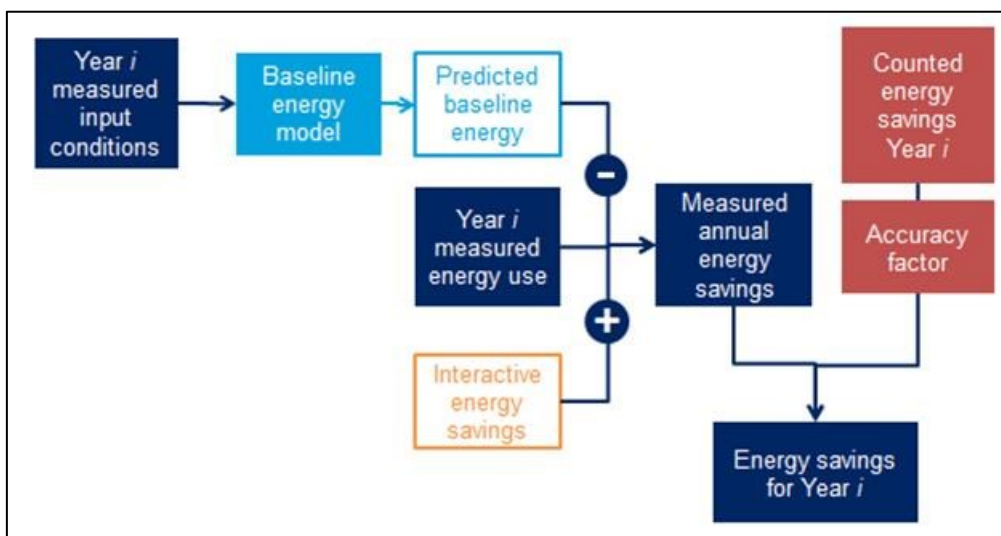 Year i
measured
input
conditions
Baseline
energy
model
Predicted
baseline
energy
Counted
energy
savings
Year i
-
Year i
measured
energy use
Measured
annual
energy
savings
Accuracy
factor
+
Interactive
energy
savings
Energy savings
for Year i